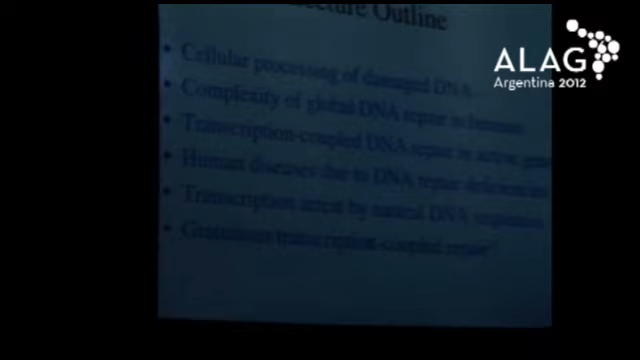 Lecture Outline
• Cellular processing of damaged DNA
• Complexity of global DNA repair in humans
• Transcription-coupled DNA repair in active
• Human diseases due to DNA repair deficiencies
• Transcription arrest by natural DNA sequences
• Gratuitous transcription-coupled repair
ALAG
Argentina 2012